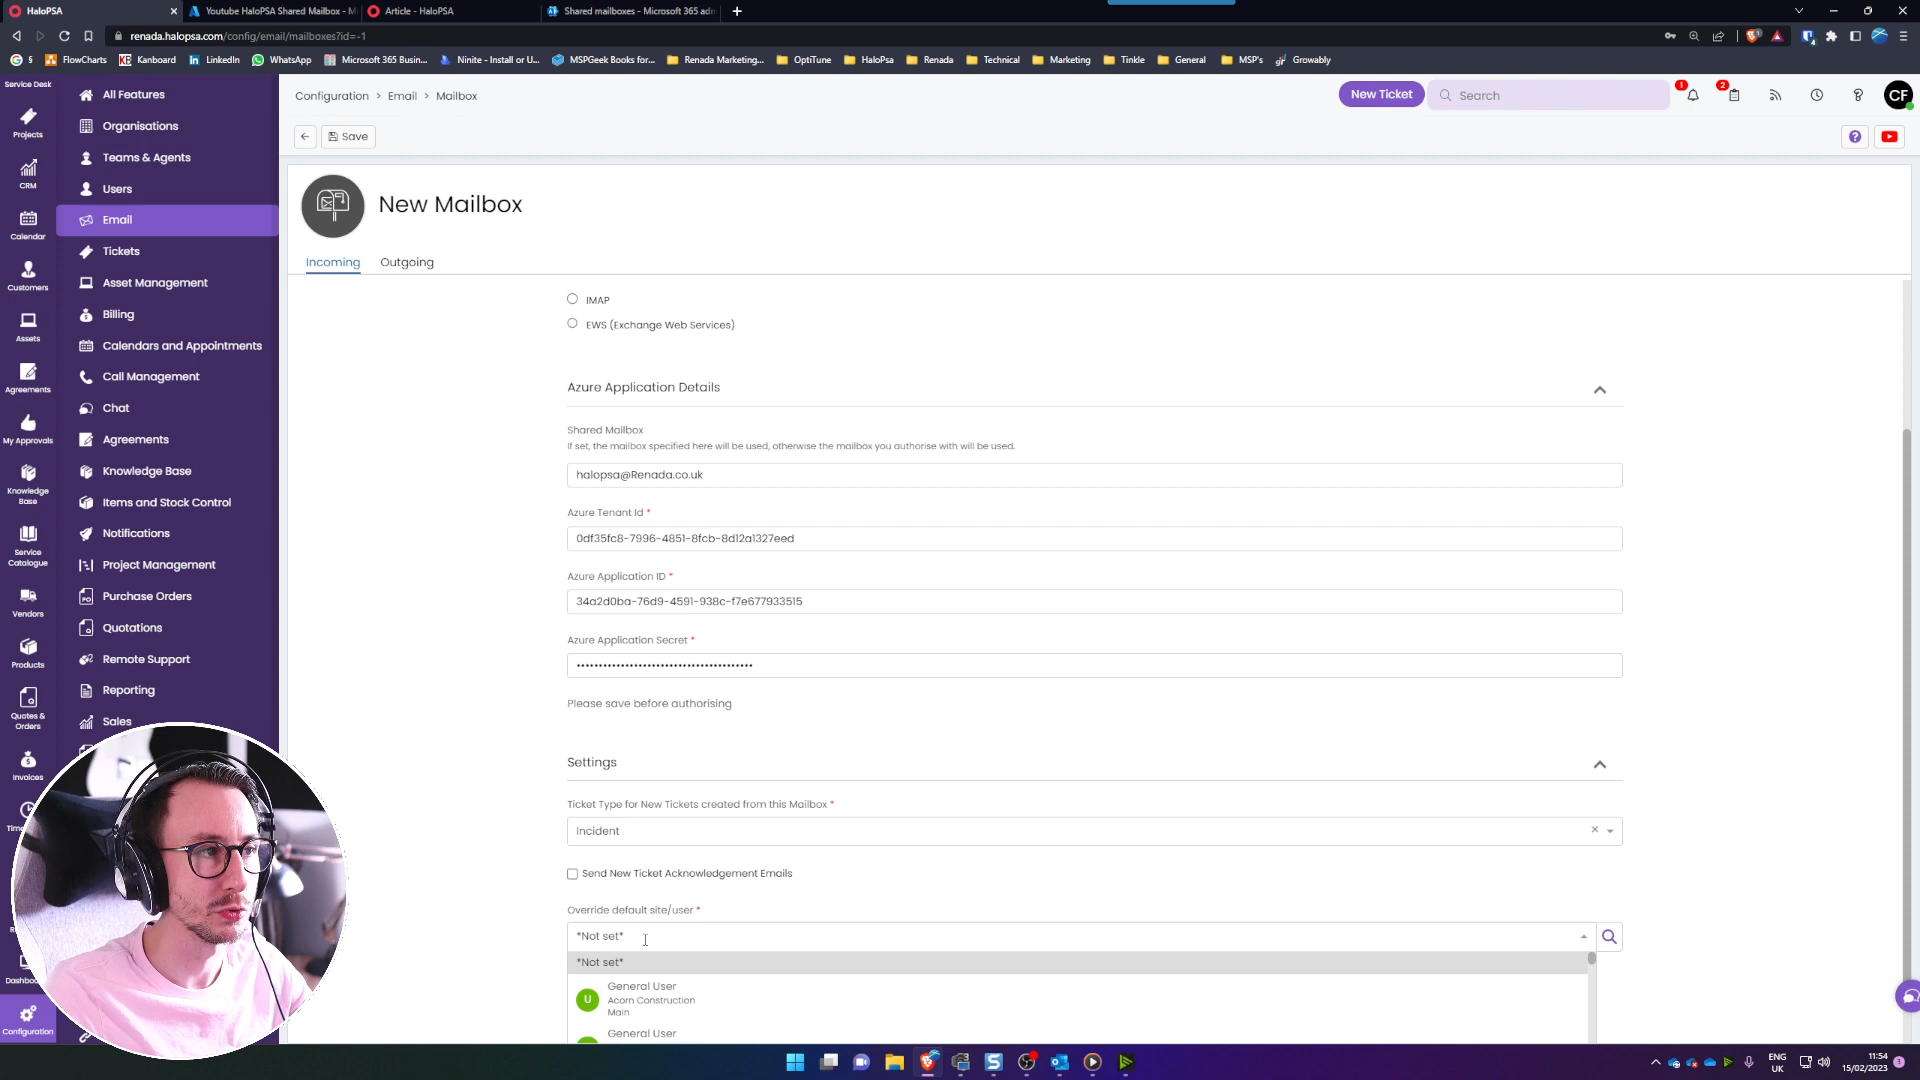 HaloPSA
Youtube HaloPSA Shared Mailbox - M
Article - HaloPSA
Shared mailboxes - Microsoft 365 adm
renada.halopsa.com/config/email/mailboxes?id=-1
FlowCharts
Kanboard
LinkedIn
WhatsApp
Microsoft 365 Busin...
Ninite - Install or U...
MSPGeek Books for...
Renada Marketing...
OptiTune
HaloPsa
Renada
Technical
Marketing
Tinkle
General
MSP's
Growably
Service Desk
Projects
CRM
Calendar
Customers
Assets
Agreements
My Approvals
Knowledge
Base
Service
Catalogue
Vendors
Products
Quotes &
Orders
Invoices
Configuration
All Features
Organisations
Teams & Agents
Users
Email
Tickets
Asset Management
Billing
Calendars and Appointments
Call Management
Chat
Agreements
Knowledge Base
Items and Stock Control
Notifications
Project Management
Purchase Orders
Quotations
Remote Support
Reporting
Sales
Configuration > Email > Mailbox
New Ticket
Search
1
2
CF
Save
New Mailbox
Incoming
Outgoing
IMAP
EWS (Exchange Web Services)
Azure Application Details
Shared Mailbox
If set, the mailbox specified here will be used, otherwise the mailbox you authorise with will be used.
halopsa@Renada.co.uk
Azure Tenant Id *
0df35fc8-7996-4851-8fcb-8d12a1327eed
Azure Application ID *
34a2d0ba-76d9-4591-938c-f7e677933515
Azure Application Secret *
Please save before authorising
Settings
Ticket Type for New Tickets created from this Mailbox *
Incident
Send New Ticket Acknowledgement Emails
Override default site/user *
*Not set*
*Not set*
U
General User
Acorn Construction
Main
General User
ENG
UK
11:54
15/02/2023